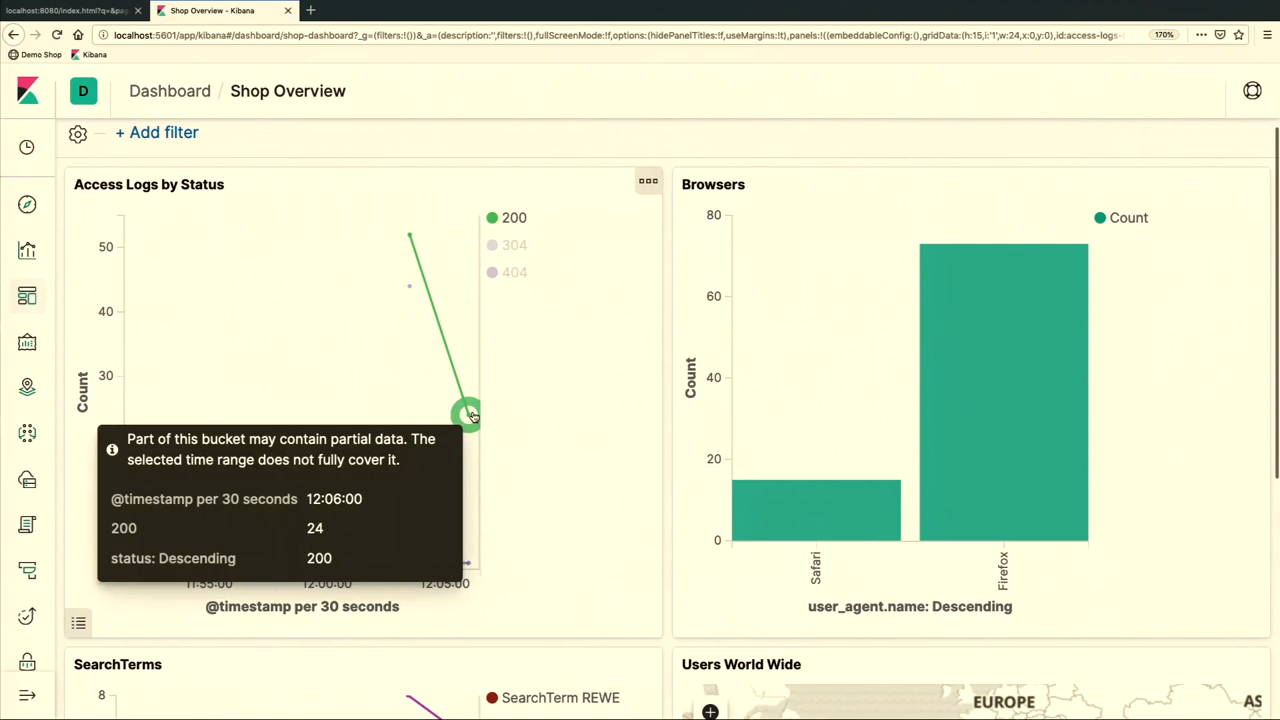 localhost:8080/index.html?q=&pag
Shop Overview - Kibana
localhost:5601/app/kibana#/dashboard/shop-dashboard?_g=(filters:!())&_a=(description:'',filters:!(),fullScreenMode:!f,options:(hidePanelTitles:!f,useMargins:!t),panels:!((embeddableConfig:(),gridData:(h:15,i:'1',w:24,x:0,y:0),id:access-logs-
170%
Demo Shop
Kibana
D
Dashboard / Shop Overview
+ Add filter
Access Logs by Status
50
40
30
Count
200
304
404
Part of this bucket may contain partial data. The
selected time range does not fully cover it.
@timestamp per 30 seconds 12:06:00
200 24
status: Descending 200
11:55:00 12:00:00 12:05:00
@timestamp per 30 seconds
Browsers
80
60
40
20
0
Count
Count
Safari
Firefox
user_agent.name: Descending
SearchTerms
8
SearchTerm REWE
Users World Wide
EUROPE
AS